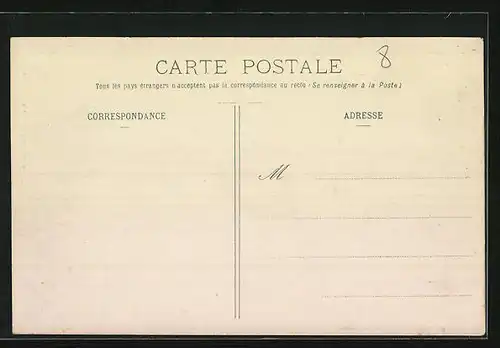 8
CARTE POSTALE
Tous les pays étrangers n'acceptent pas la correspondance au recto (Se renseigner à la Poste)
CORRESPONDANCE
ADRESSE
M